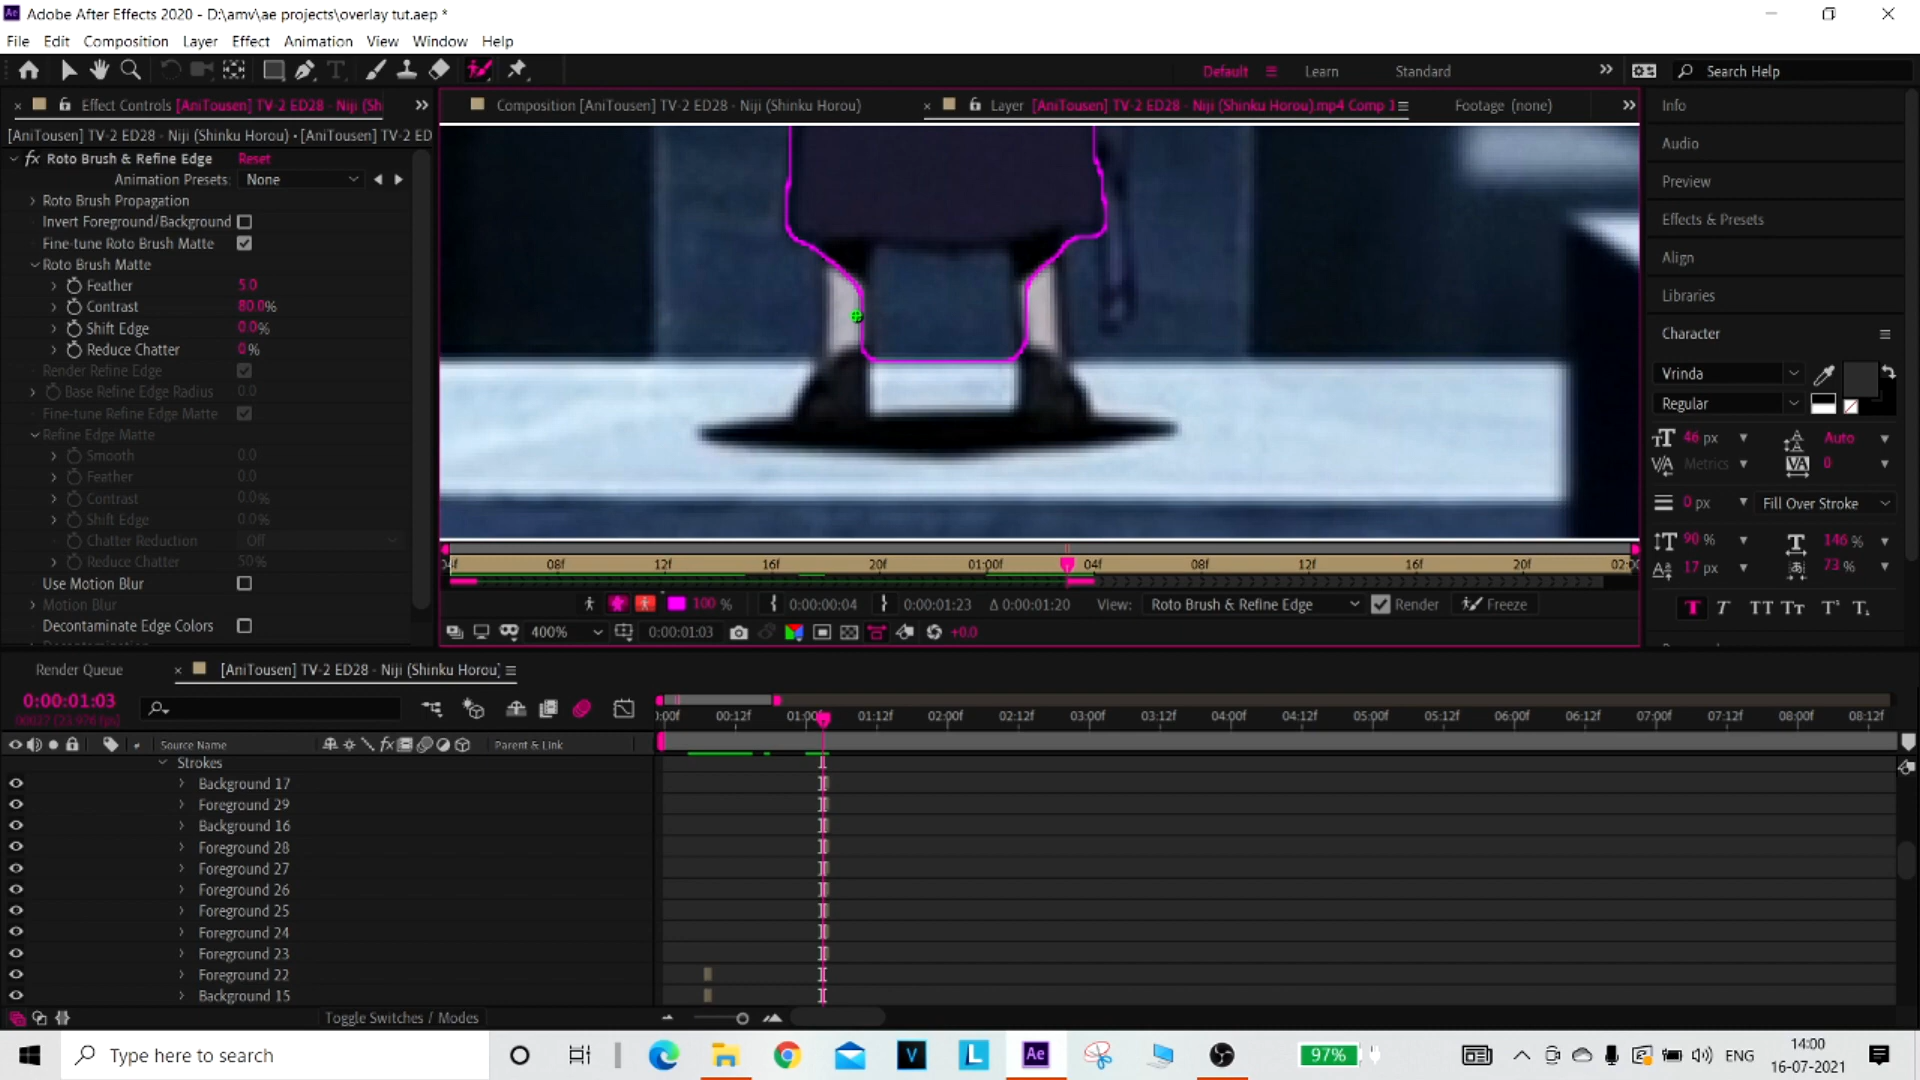 Adobe After Effects 2020 - D:\amv\ae projects\overlay tut.aep *
File Edit Composition Layer Effect Animation View Window Help
Default Learn Standard Search Help
Effect Controls [AniTousen] TV-2 ED28 - Niji (Sh
Composition [AniTousen] TV-2 ED28 - Niji (Shinku Horou)
Layer [AniTousen] TV-2 ED28 - Niji (Shinku Horou).mp4 Comp 1
Footage (none)
[AniTousen] TV-2 ED28 - Niji (Shinku Horou) • [AniTousen] TV-2 ED
fx Roto Brush & Refine Edge Reset
Animation Presets: None
Roto Brush Propagation
Invert Foreground/Background
Fine-tune Roto Brush Matte
Roto Brush Matte
Feather 5.0
Contrast 80.0%
Shift Edge 0.0%
Reduce Chatter 0%
Render Refine Edge
Base Refine Edge Radius 0.0
Fine-tune Refine Edge Matte
Refine Edge Matte
Smooth 0.0
Feather 0.0
Contrast 0.0%
Shift Edge 0.0%
Chatter Reduction Off
Reduce Chatter 50%
Use Motion Blur
Motion Blur
Decontaminate Edge Colors
Info
Audio
Preview
Effects & Presets
Align
Libraries
Character
Vrinda
Regular
46 px Auto
Metrics 0
0 px Fill Over Stroke
90 % 146 %
17 px 73 %
T T TT Tt T T
08f 12f 16f 20f 01:00f 04f 08f 12f 16f 20f 02:0
100 % 0:00:00:04 0:00:01:23 Δ 0:00:01:20 View: Roto Brush & Refine Edge Render Freeze
400% 0:00:01:03 +0.0
Render Queue
[AniTousen] TV-2 ED28 - Niji (Shinku Horou)
0:00:01:03
00027 (23.976 fps)
:00f 00:12f 01:00f 01:12f 02:00f 02:12f 03:00f 03:12f 04:00f 04:12f 05:00f 05:12f 06:00f 06:12f 07:00f 07:12f 08:00f 08:12f
# Source Name Parent & Link
Strokes
Background 17
Foreground 29
Background 16
Foreground 28
Foreground 27
Foreground 26
Foreground 25
Foreground 24
Foreground 23
Foreground 22
Background 15
Toggle Switches / Modes
Type here to search
V L Ae
97%
ENG
14:00
16-07-2021